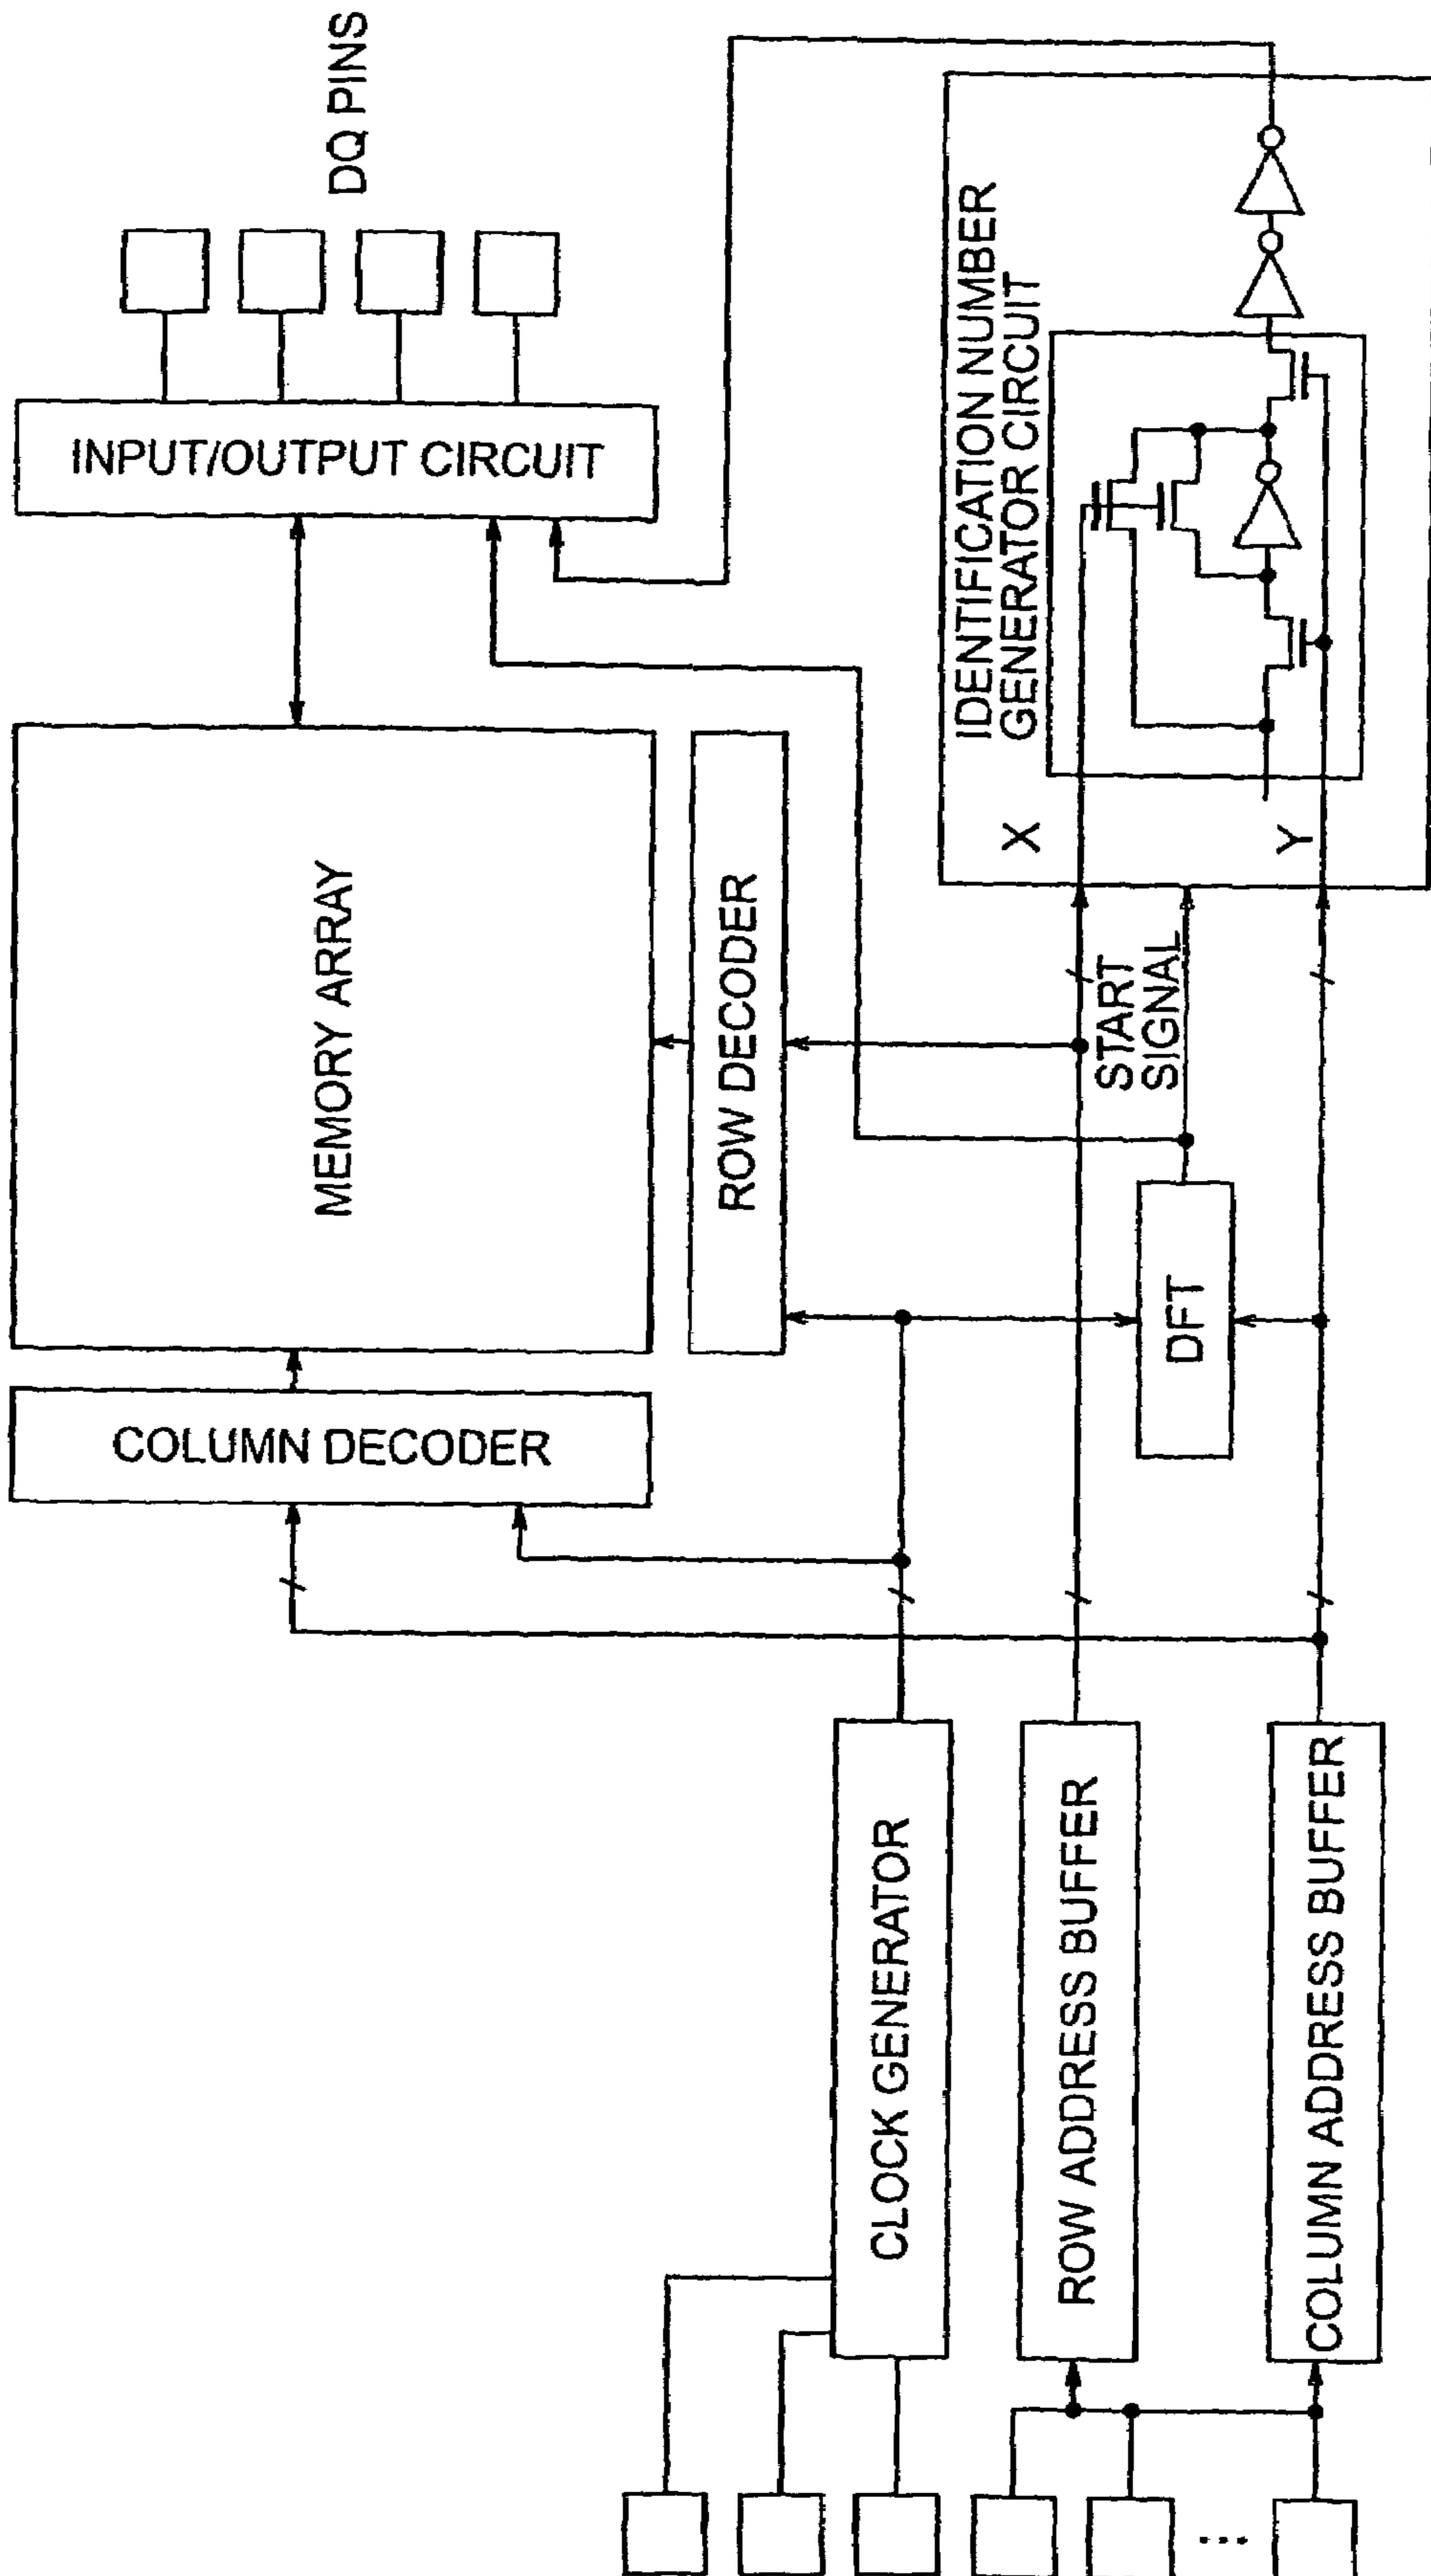 DQ PINS
INPUT/OUTPUT CIRCUIT
MEMORY ARRAY
COLUMN DECODER
ROW DECODER
CLOCK GENERATOR
IDENTIFICATION NUMBER
GENERATOR CIRCUIT
X
Y
START
SIGNAL
DFT
ROW ADDRESS BUFFER
COLUMN ADDRESS BUFFER
...